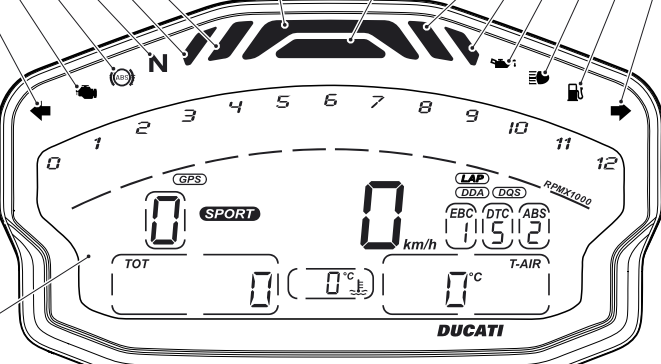 N
ABS
0 1 2 3 4 5 6 7 8 9 10 11 12
RPMX1000
GPS
LAP
DDA DQS
0 SPORT 0 km/h
EBC DTC ABS
1 5 2
TOT T-AIR
0 0 °C 0 °C
DUCATI